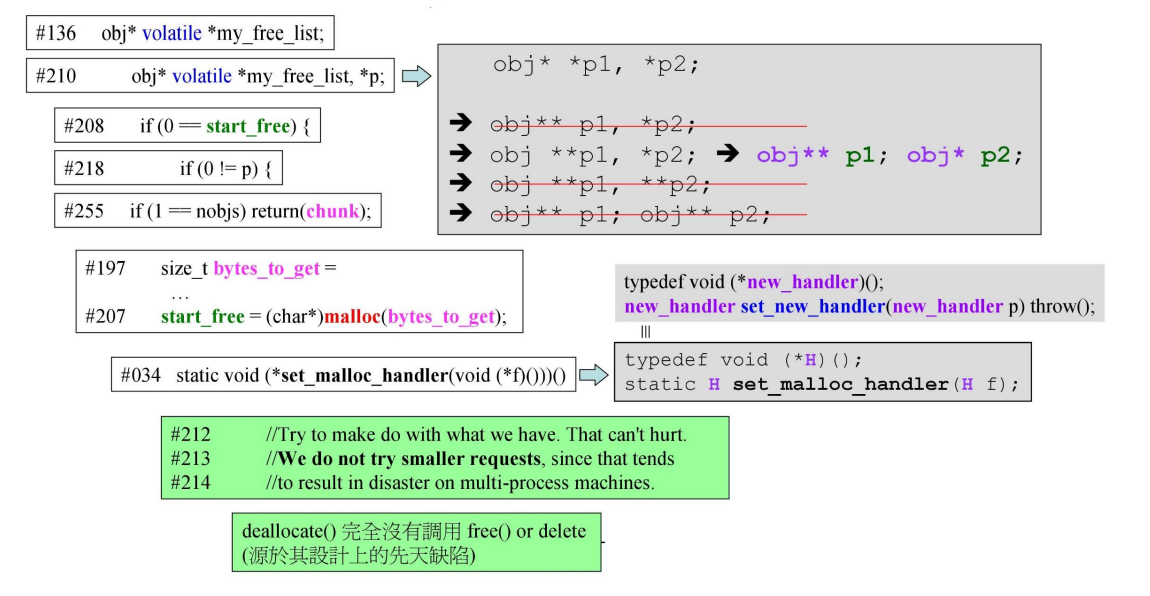 #136 obj* volatile *my_free_list;
#210 obj* volatile *my_free_list, *p;
obj* *p1, *p2;
➔ obj** p1, *p2;
➔ obj **p1, *p2; ➔ obj** p1; obj* p2;
➔ obj **p1, **p2;
➔ obj** p1; obj** p2;
#208 if (0 == start_free) {
#218 if (0 != p) {
#255 if (1 == nobjs) return(chunk);
#197 size_t bytes_to_get =
…
#207 start_free = (char*)malloc(bytes_to_get);
typedef void (*new_handler)();
new_handler set_new_handler(new_handler p) throw();
≡
#034 static void (*set_malloc_handler(void (*f)()))()
typedef void (*H)();
static H set_malloc_handler(H f);
#212 //Try to make do with what we have. That can't hurt.
#213 //We do not try smaller requests, since that tends
#214 //to result in disaster on multi-process machines.
deallocate() 完全沒有調用 free() or delete
(源於其設計上的先天缺陷)